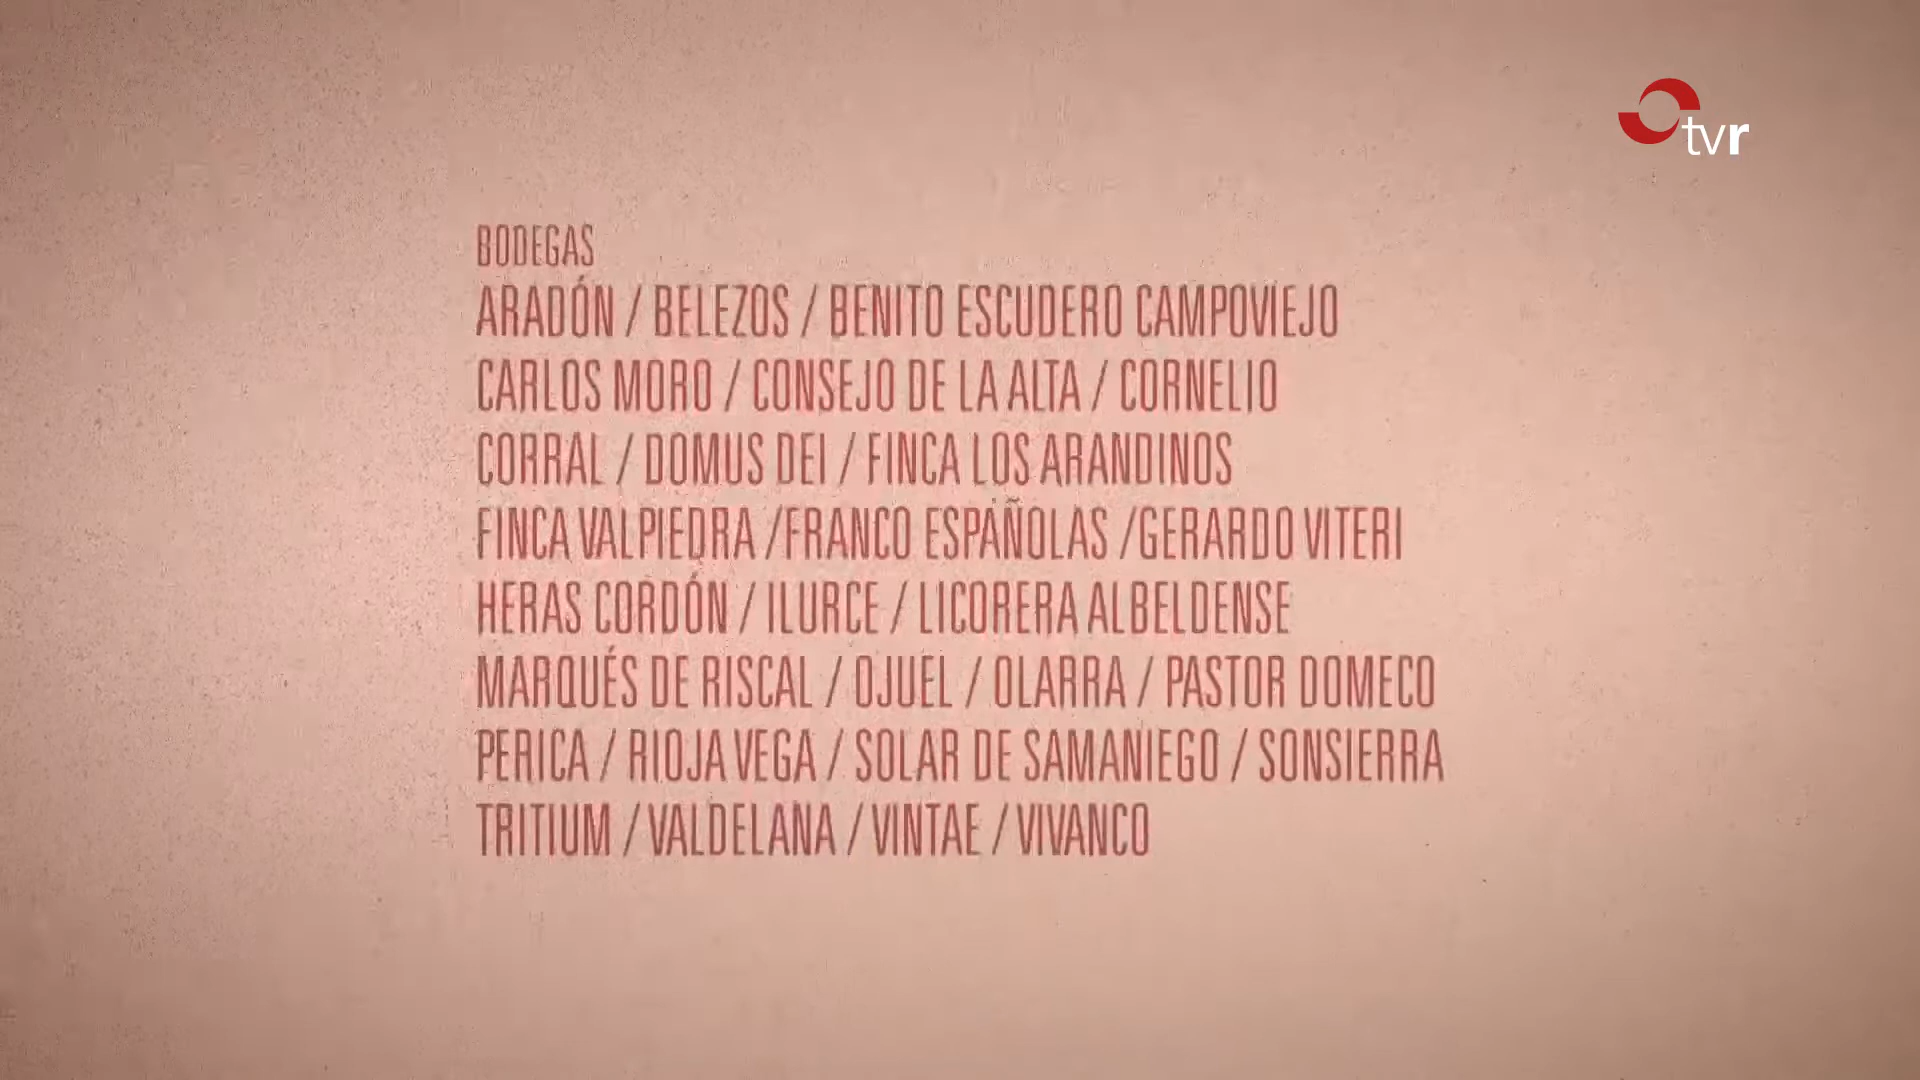 tvr
BODEGAS
ARADÓN / BELEZOS / BENITO ESCUDERO CAMPOVIEJO
CARLOS MORO / CONSEJO DE LA ALTA / CORNELIO
CORRAL / DOMUS DEI / FINCA LOS ARANDINOS
FINCA VALPIEDRA /FRANCO ESPAÑOLAS /GERARDO VITERI
HERAS CORDÓN / ILURCE / LICORERA ALBELDENSE
MARQUÉS DE RISCAL / OJUEL / OLARRA / PASTOR DOMECO
PERICA / RIOJA VEGA / SOLAR DE SAMANIEGO / SONSIERRA
TRITIUM / VALDELANA / VINTAE / VIVANCO